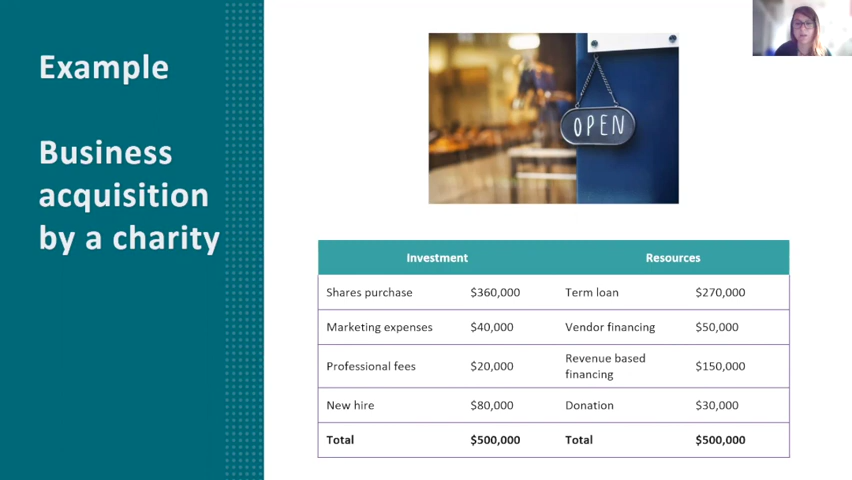 Example
Business
acquisition
by a charity
OPEN
Investment Resources
Shares purchase $360,000 Term loan $270,000
Marketing expenses $40,000 Vendor financing $50,000
Professional fees $20,000 Revenue based financing $150,000
New hire $80,000 Donation $30,000
Total $500,000 Total $500,000